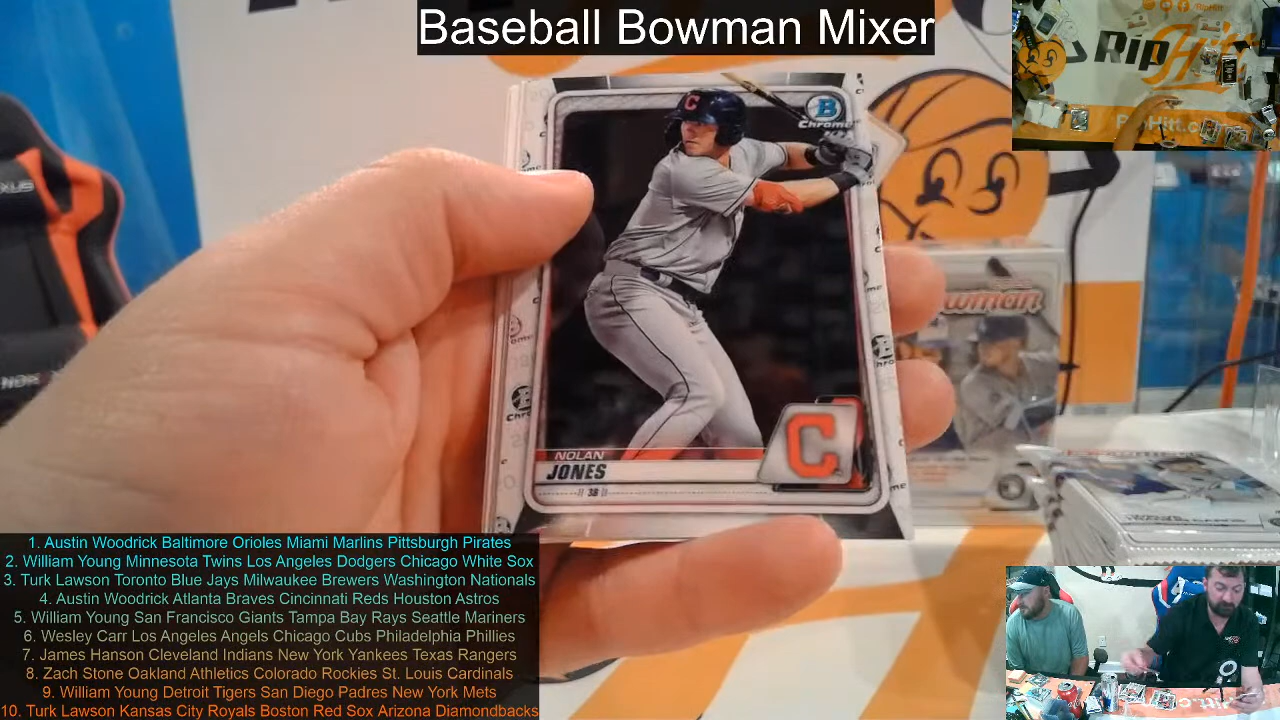 Baseball Bowman Mixer
RipHitt
RipHitt.c
B
Chrome
C
NOLAN
JONES
// 3B //
C
owman
1. Austin Woodrick Baltimore Orioles Miami Marlins Pittsburgh Pirates
2. William Young Minnesota Twins Los Angeles Dodgers Chicago White Sox
3. Turk Lawson Toronto Blue Jays Milwaukee Brewers Washington Nationals
4. Austin Woodrick Atlanta Braves Cincinnati Reds Houston Astros
5. William Young San Francisco Giants Tampa Bay Rays Seattle Mariners
6. Wesley Carr Los Angeles Angels Chicago Cubs Philadelphia Phillies
7. James Hanson Cleveland Indians New York Yankees Texas Rangers
8. Zach Stone Oakland Athletics Colorado Rockies St. Louis Cardinals
9. William Young Detroit Tigers San Diego Padres New York Mets
10. Turk Lawson Kansas City Royals Boston Red Sox Arizona Diamondbacks